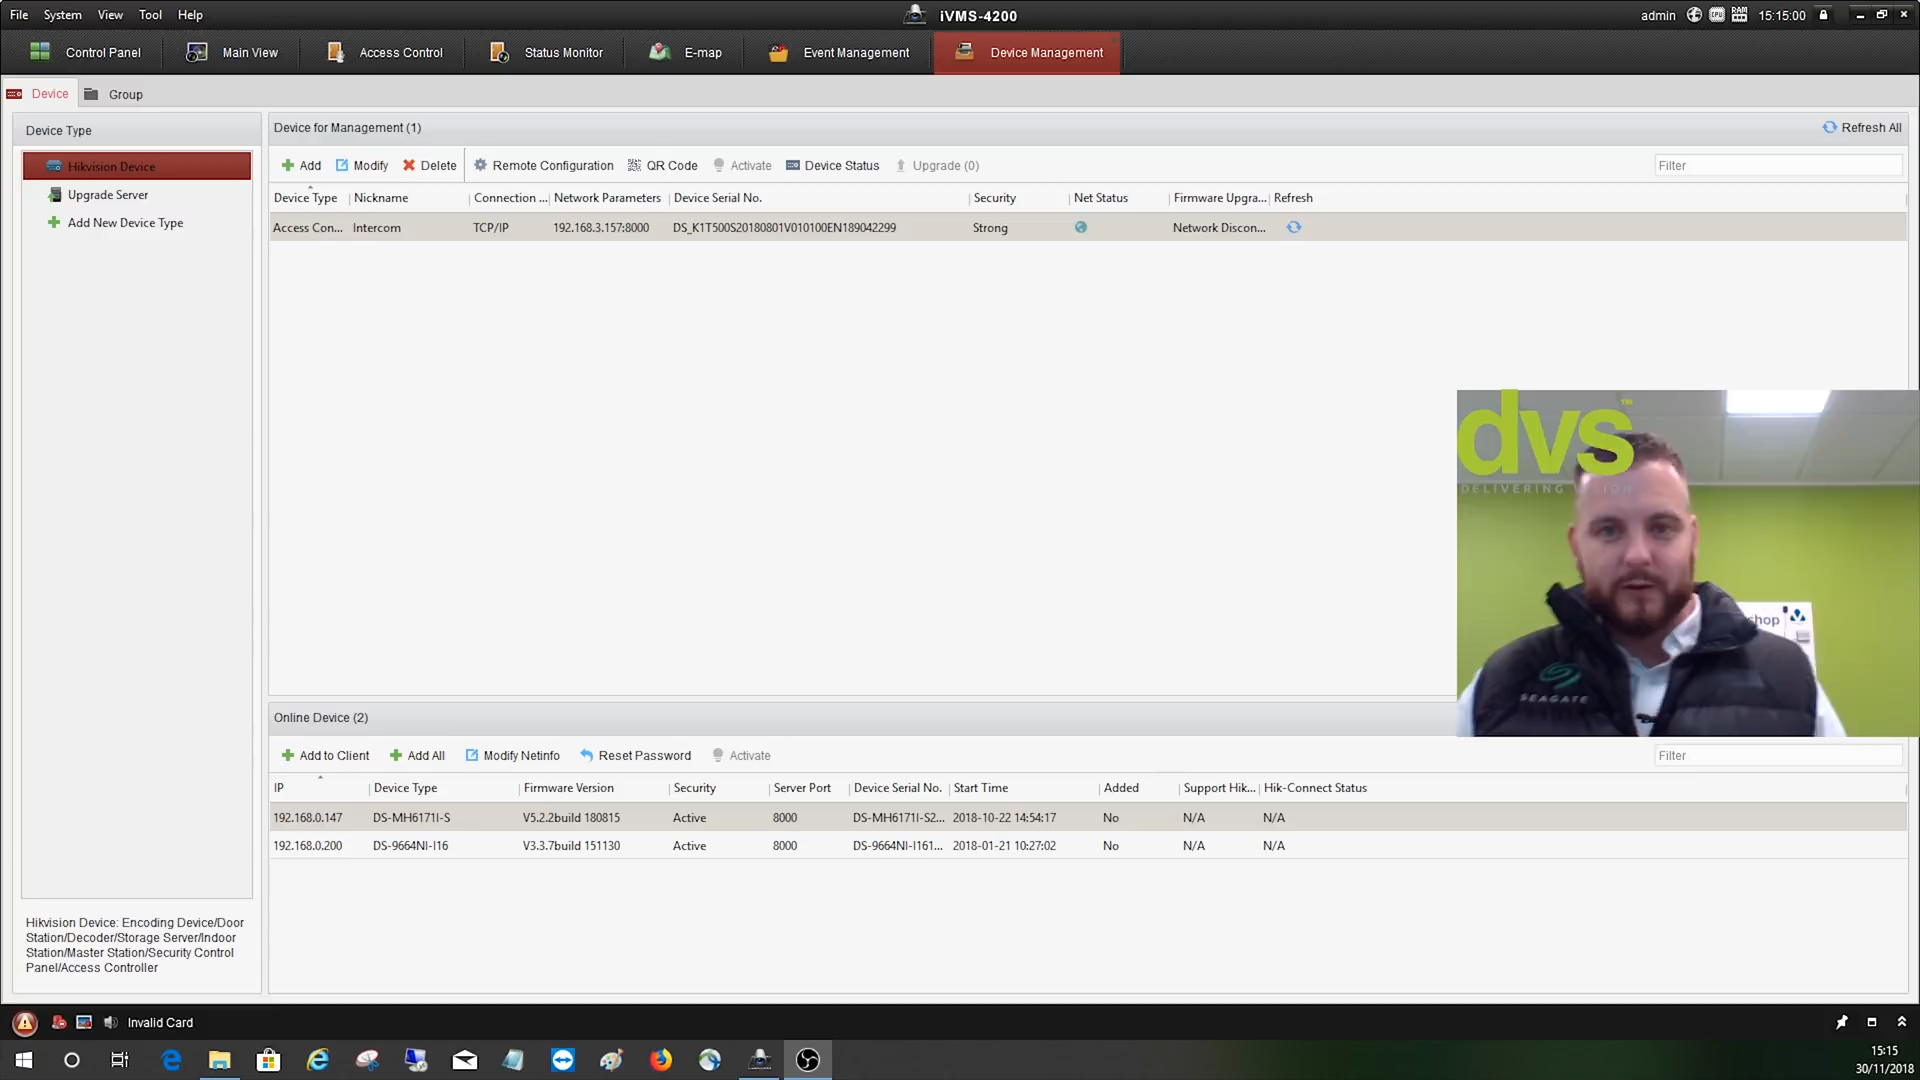 File System View Tool Help
iVMS-4200
admin 15:15:00
Control Panel Main View Access Control Status Monitor E-map Event Management Device Management
Device Group
Device Type
Hikvision Device
Upgrade Server
Add New Device Type
Hikvision Device: Encoding Device/Door
Station/Decoder/Storage Server/Indoor
Station/Master Station/Security Control
Panel/Access Controller
Device for Management (1) Refresh All
Add Modify Delete Remote Configuration QR Code Activate Device Status Upgrade (0) Filter
Device Type Nickname Connection ... Network Parameters Device Serial No. Security Net Status Firmware Upgra... Refresh
Access Con... Intercom TCP/IP 192.168.3.157:8000 DS_K1T500S20180801V010100EN189042299 Strong Network Discon...
dvs™
DELIVERING
shop
SEAGATE
Online Device (2)
Add to Client Add All Modify Netinfo Reset Password Activate Filter
IP Device Type Firmware Version Security Server Port Device Serial No. Start Time Added Support Hik... Hik-Connect Status
192.168.0.147 DS-MH6171I-S V5.2.2build 180815 Active 8000 DS-MH6171I-S2... 2018-10-22 14:54:17 No N/A N/A
192.168.0.200 DS-9664NI-I16 V3.3.7build 151130 Active 8000 DS-9664NI-I161... 2018-01-21 10:27:02 No N/A N/A
Invalid Card
15:15
30/11/2018